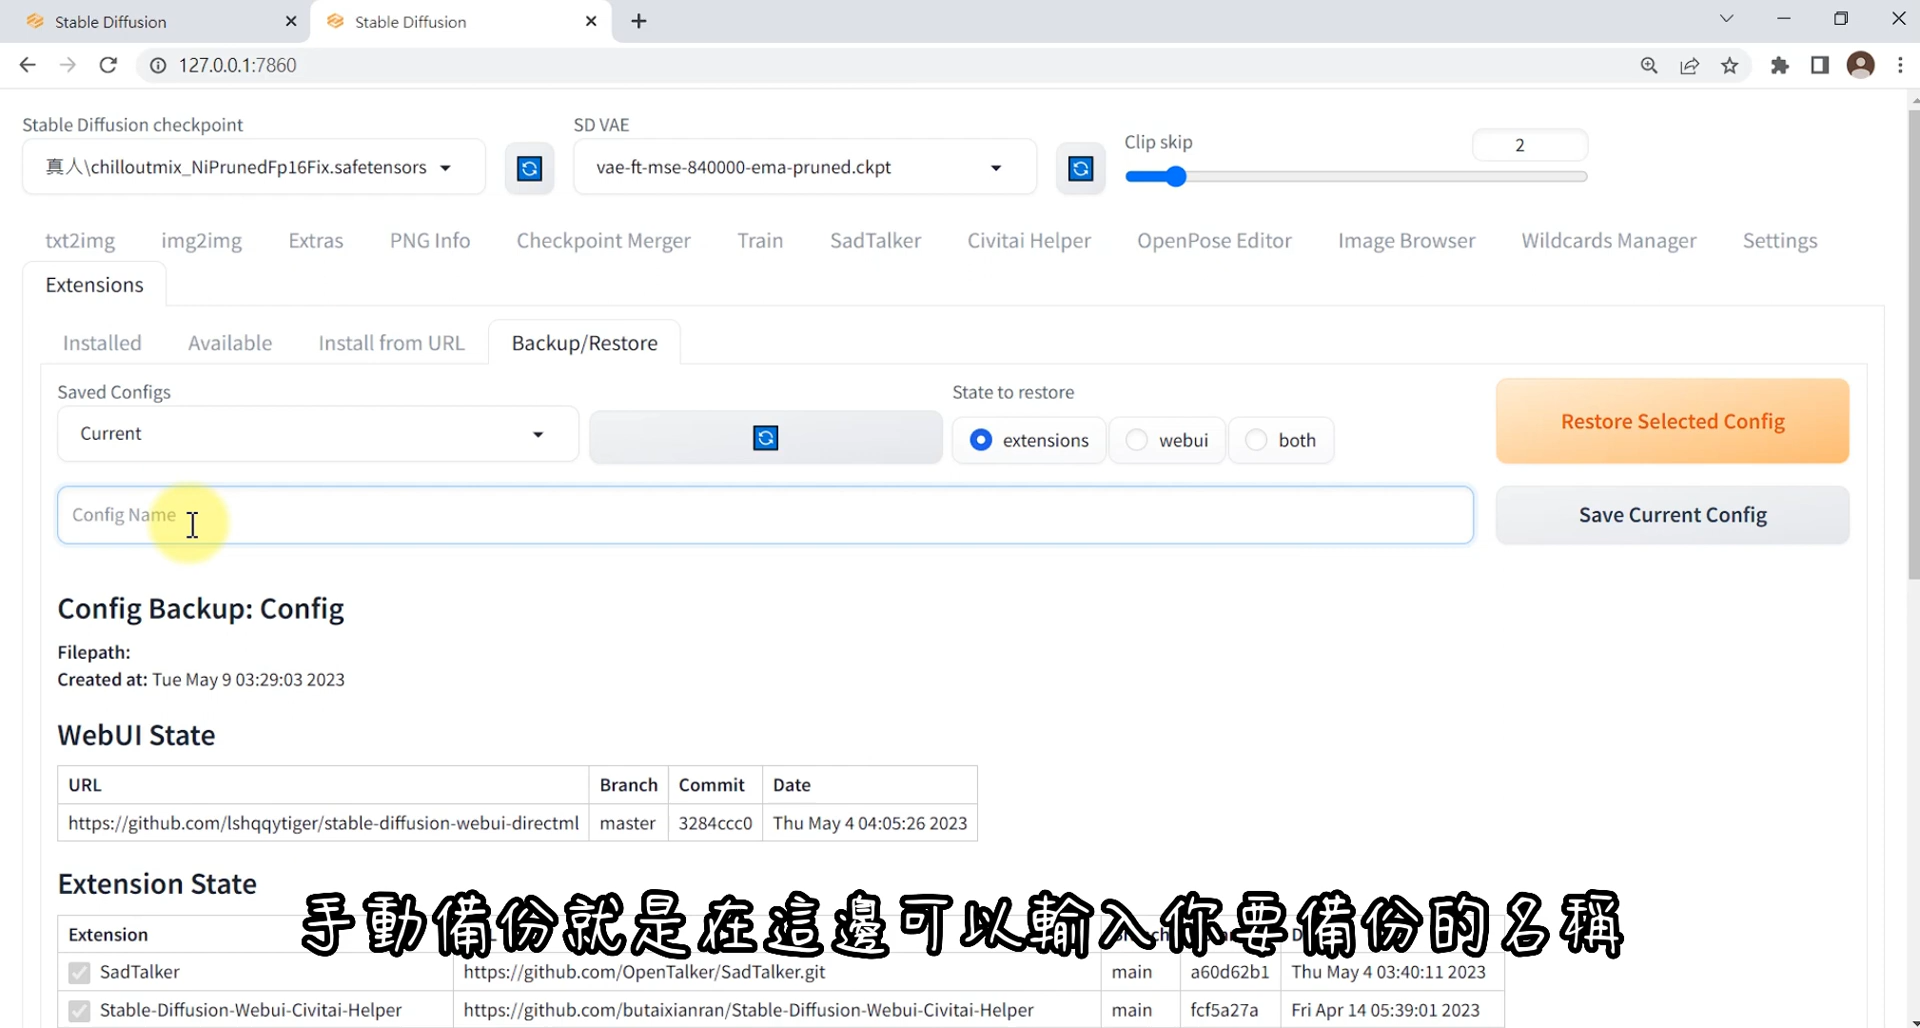 Stable Diffusion
Stable Diffusion
127.0.0.1:7860
Stable Diffusion checkpoint
SD VAE
Clip skip
2
真人\chilloutmix_NiPrunedFp16Fix.safetensors
vae-ft-mse-840000-ema-pruned.ckpt
txt2img img2img Extras PNG Info Checkpoint Merger Train SadTalker Civitai Helper OpenPose Editor Image Browser Wildcards Manager Settings
Extensions
Installed Available Install from URL Backup/Restore
Saved Configs
State to restore
Current
extensions webui both
Restore Selected Config
Config Name
Save Current Config
Config Backup: Config
Filepath:
Created at: Tue May 9 03:29:03 2023
WebUI State
URL Branch Commit Date
https://github.com/lshqqytiger/stable-diffusion-webui-directml master 3284ccc0 Thu May 4 04:05:26 2023
Extension State
手動備份就是在這邊可以輸入你要備份的名稱
Extension
SadTalker https://github.com/OpenTalker/SadTalker.git main a60d62b1 Thu May 4 03:40:11 2023
Stable-Diffusion-Webui-Civitai-Helper https://github.com/butaixianran/Stable-Diffusion-Webui-Civitai-Helper main fcf5a27a Fri Apr 14 05:39:01 2023